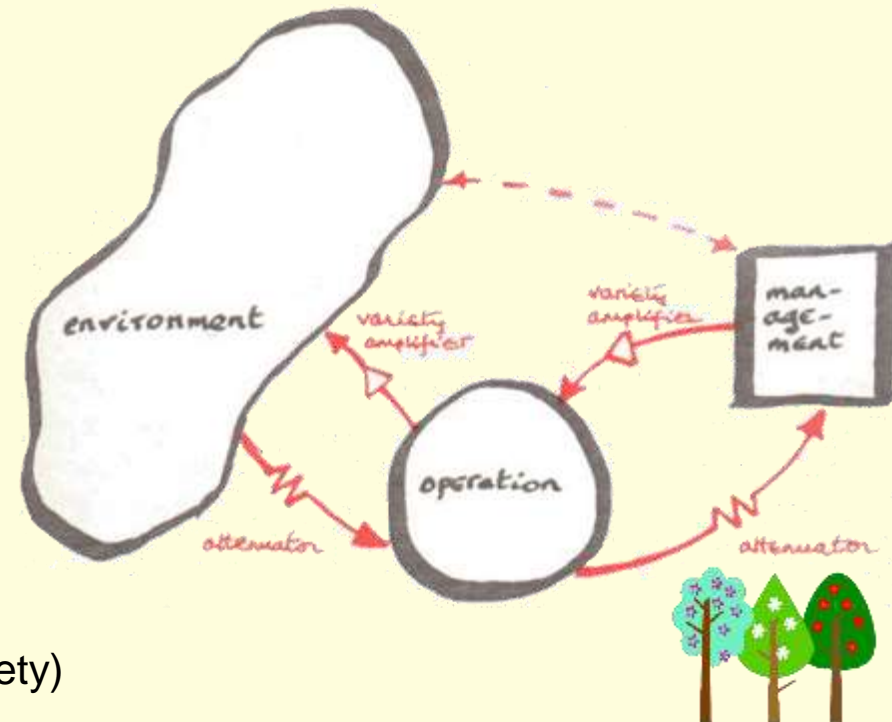 environment
variety
amplifier
variety
amplifier
man-
age-
ment
operation
attenuator
attenuator
ety)